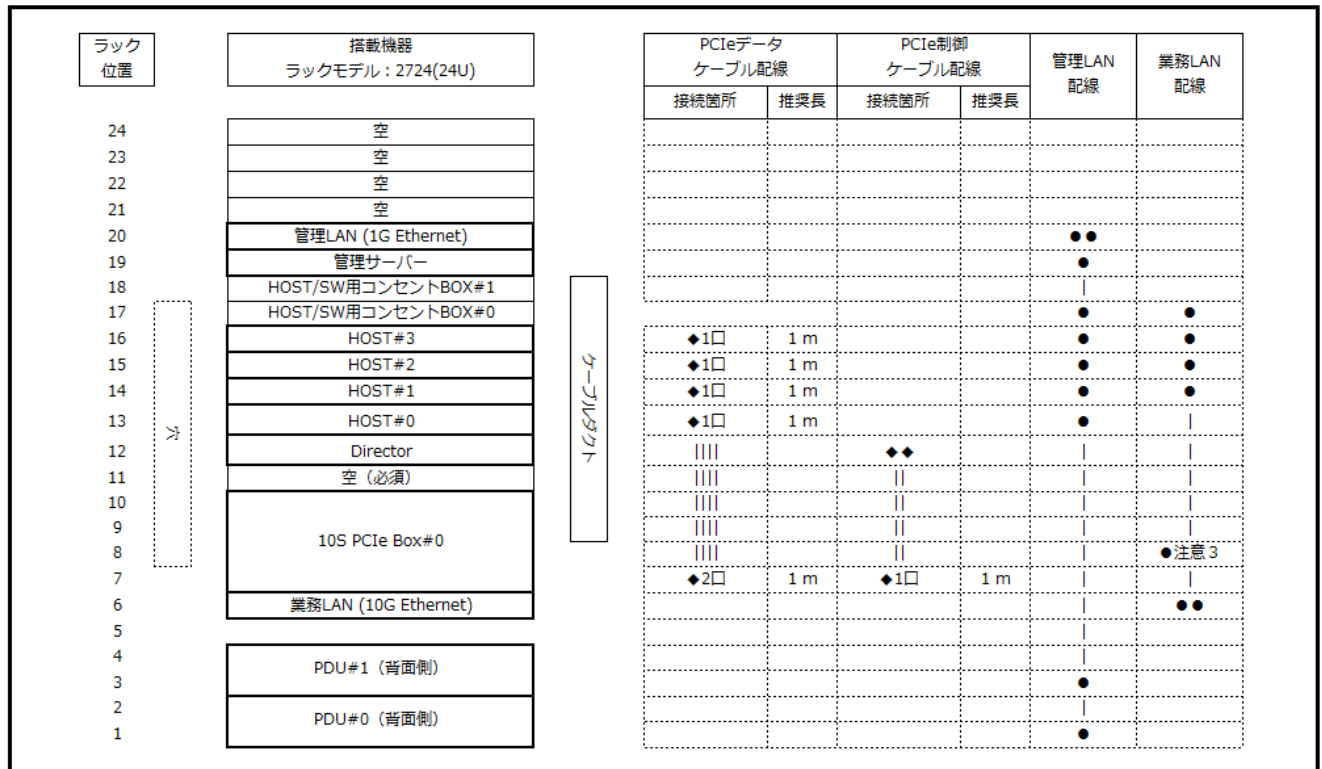 ラック
位置
搭載機器
ラックモデル：2724(24U)
PCIeデータ
ケーブル配線
PCIe制御
ケーブル配線
管理LAN
配線
業務LAN
配線
接続箇所 推奨長 接続箇所 推奨長
24 空
23 空
22 空
21 空
20 管理LAN (1G Ethernet) ●●
19 管理サーバー ●
18 HOST/SW用コンセントBOX#1 |
17 HOST/SW用コンセントBOX#0 ● ●
16 HOST#3 ◆1口 1 m ● ●
15 HOST#2 ◆1口 1 m ● ●
14 HOST#1 ◆1口 1 m ● ●
13 HOST#0 ◆1口 1 m ● |
穴
ケーブルダクト
12 Director |||| ◆◆ | |
11 空（必須） |||| || | |
10 |||| || | |
9 |||| || | |
10S PCIe Box#0
8 |||| || | ●注意３
7 ◆2口 1 m ◆1口 1 m | |
6 業務LAN (10G Ethernet) | ●●
5 |
4 |
PDU#1（背面側）
3 ●
2 |
PDU#0（背面側）
1 ●